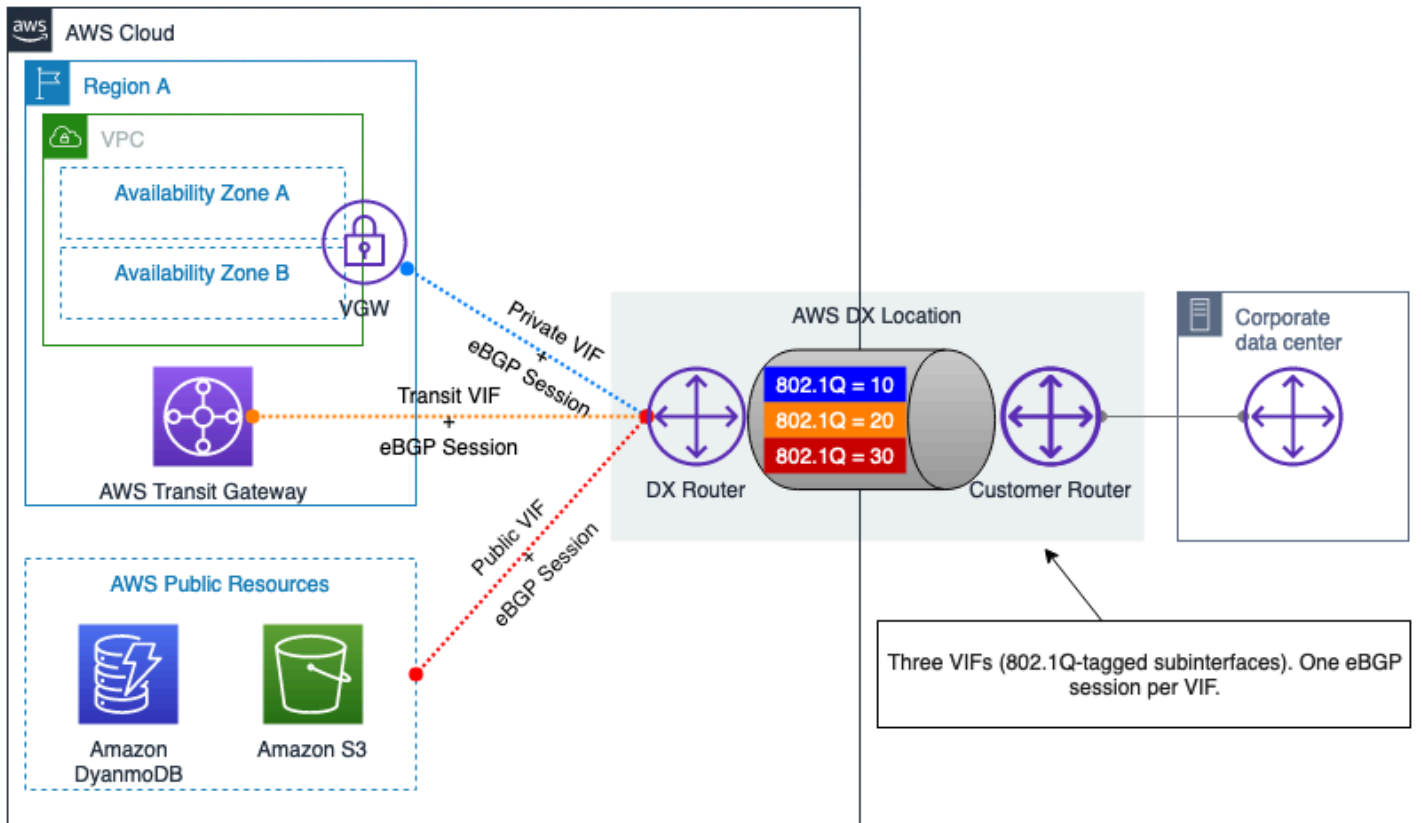 aws
AWS Cloud
Region A
VPC
Availability Zone A
Availability Zone B
VGW
Private VIF
+
eBGP Session
Transit VIF
+
eBGP Session
AWS Transit Gateway
Public VIF
+
eBGP Session
AWS Public Resources
Amazon
DyanmoDB
Amazon S3
AWS DX Location
802.1Q = 10
802.1Q = 20
802.1Q = 30
DX Router
Customer Router
Corporate
data center
Three VIFs (802.1Q-tagged subinterfaces). One eBGP
session per VIF.